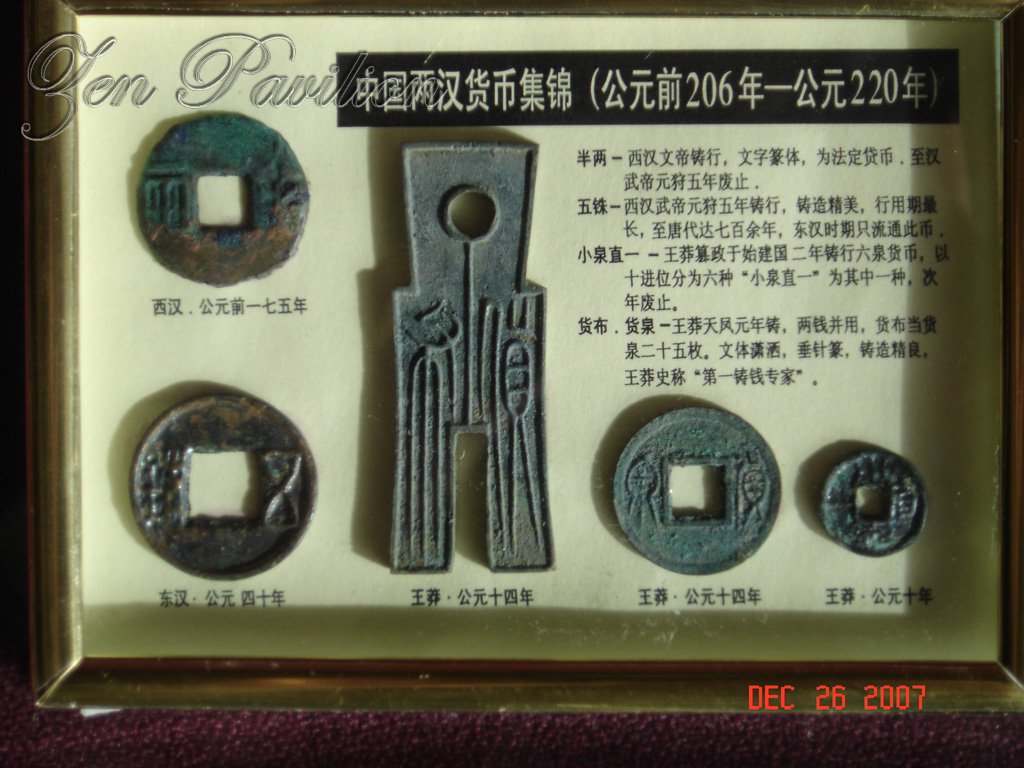 Zen Pavilion
中国两汉货币集锦（公元前206年—公元220年）
半两－西汉文帝铸行，文字篆体，为法定贷币．至汉
武帝元狩五年废止．
五铢－西汉武帝元狩五年铸行，铸造精美，行用期最
长，至唐代达七百余年，东汉时期只流通此币．
小泉直一 － 王莽篡政于始建国二年铸行六泉货币，以
十进位分为六种“小泉直一”为其中一种，次
年废止。
货布．货泉－王莽天凤元年铸，两钱并用，货布当货
泉二十五枚。文体潇洒，垂针篆，铸造精良，
王莽史称“第一铸钱专家”。
西汉．公元前一七五年
东汉·公元 四十年
王莽·公元十四年
王莽·公元十四年
王莽·公元十年
DEC 26 2007